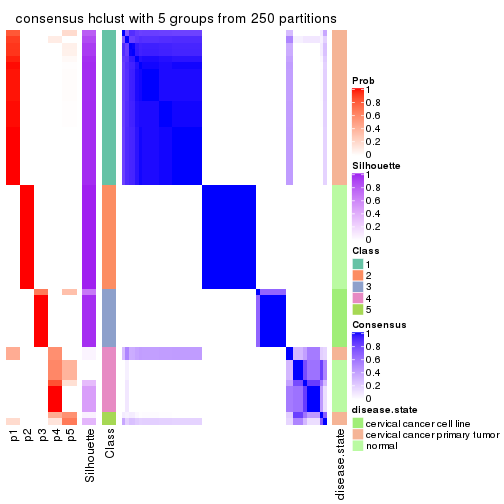 consensus hclust with 5 groups from 250 partitions
Prob
1
0.8
0.6
0.4
0.2
0
Silhouette
1
0.8
0.6
0.4
0.2
0
Class
1
2
3
4
5
Consensus
1
0.8
0.6
0.4
0.2
0
disease.state
cervical cancer cell line
cervical cancer primary tumor
normal
p1
p2
p3
p4
p5
Silhouette
Class
disease.state